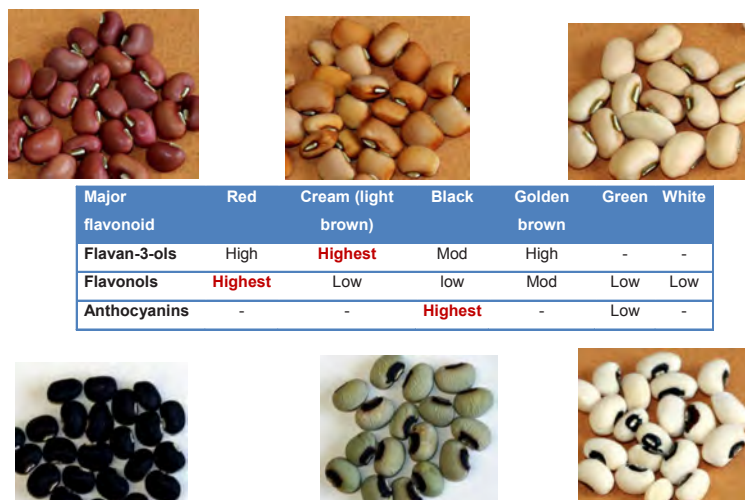 Major flavonoid Red Cream (light brown) Black Golden brown Green White
Flavan-3-ols High Highest Mod High - -
Flavonols Highest Low low Mod Low Low
Anthocyanins - - Highest - Low -